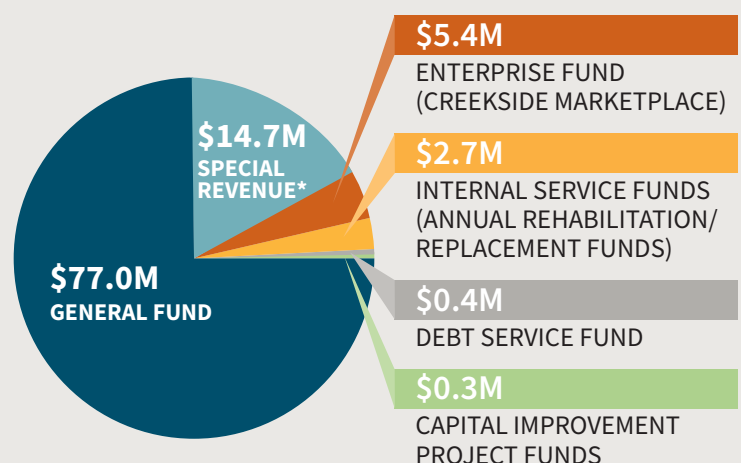 $14.7M
SPECIAL
REVENUE*
$77.0M
GENERAL FUND
$5.4M
ENTERPRISE FUND
(CREEKSIDE MARKETPLACE)
$2.7M
INTERNAL SERVICE FUNDS
(ANNUAL REHABILITATION/
REPLACEMENT FUNDS)
$0.4M
DEBT SERVICE FUND
$0.3M
CAPITAL IMPROVEMENT
PROJECT FUNDS